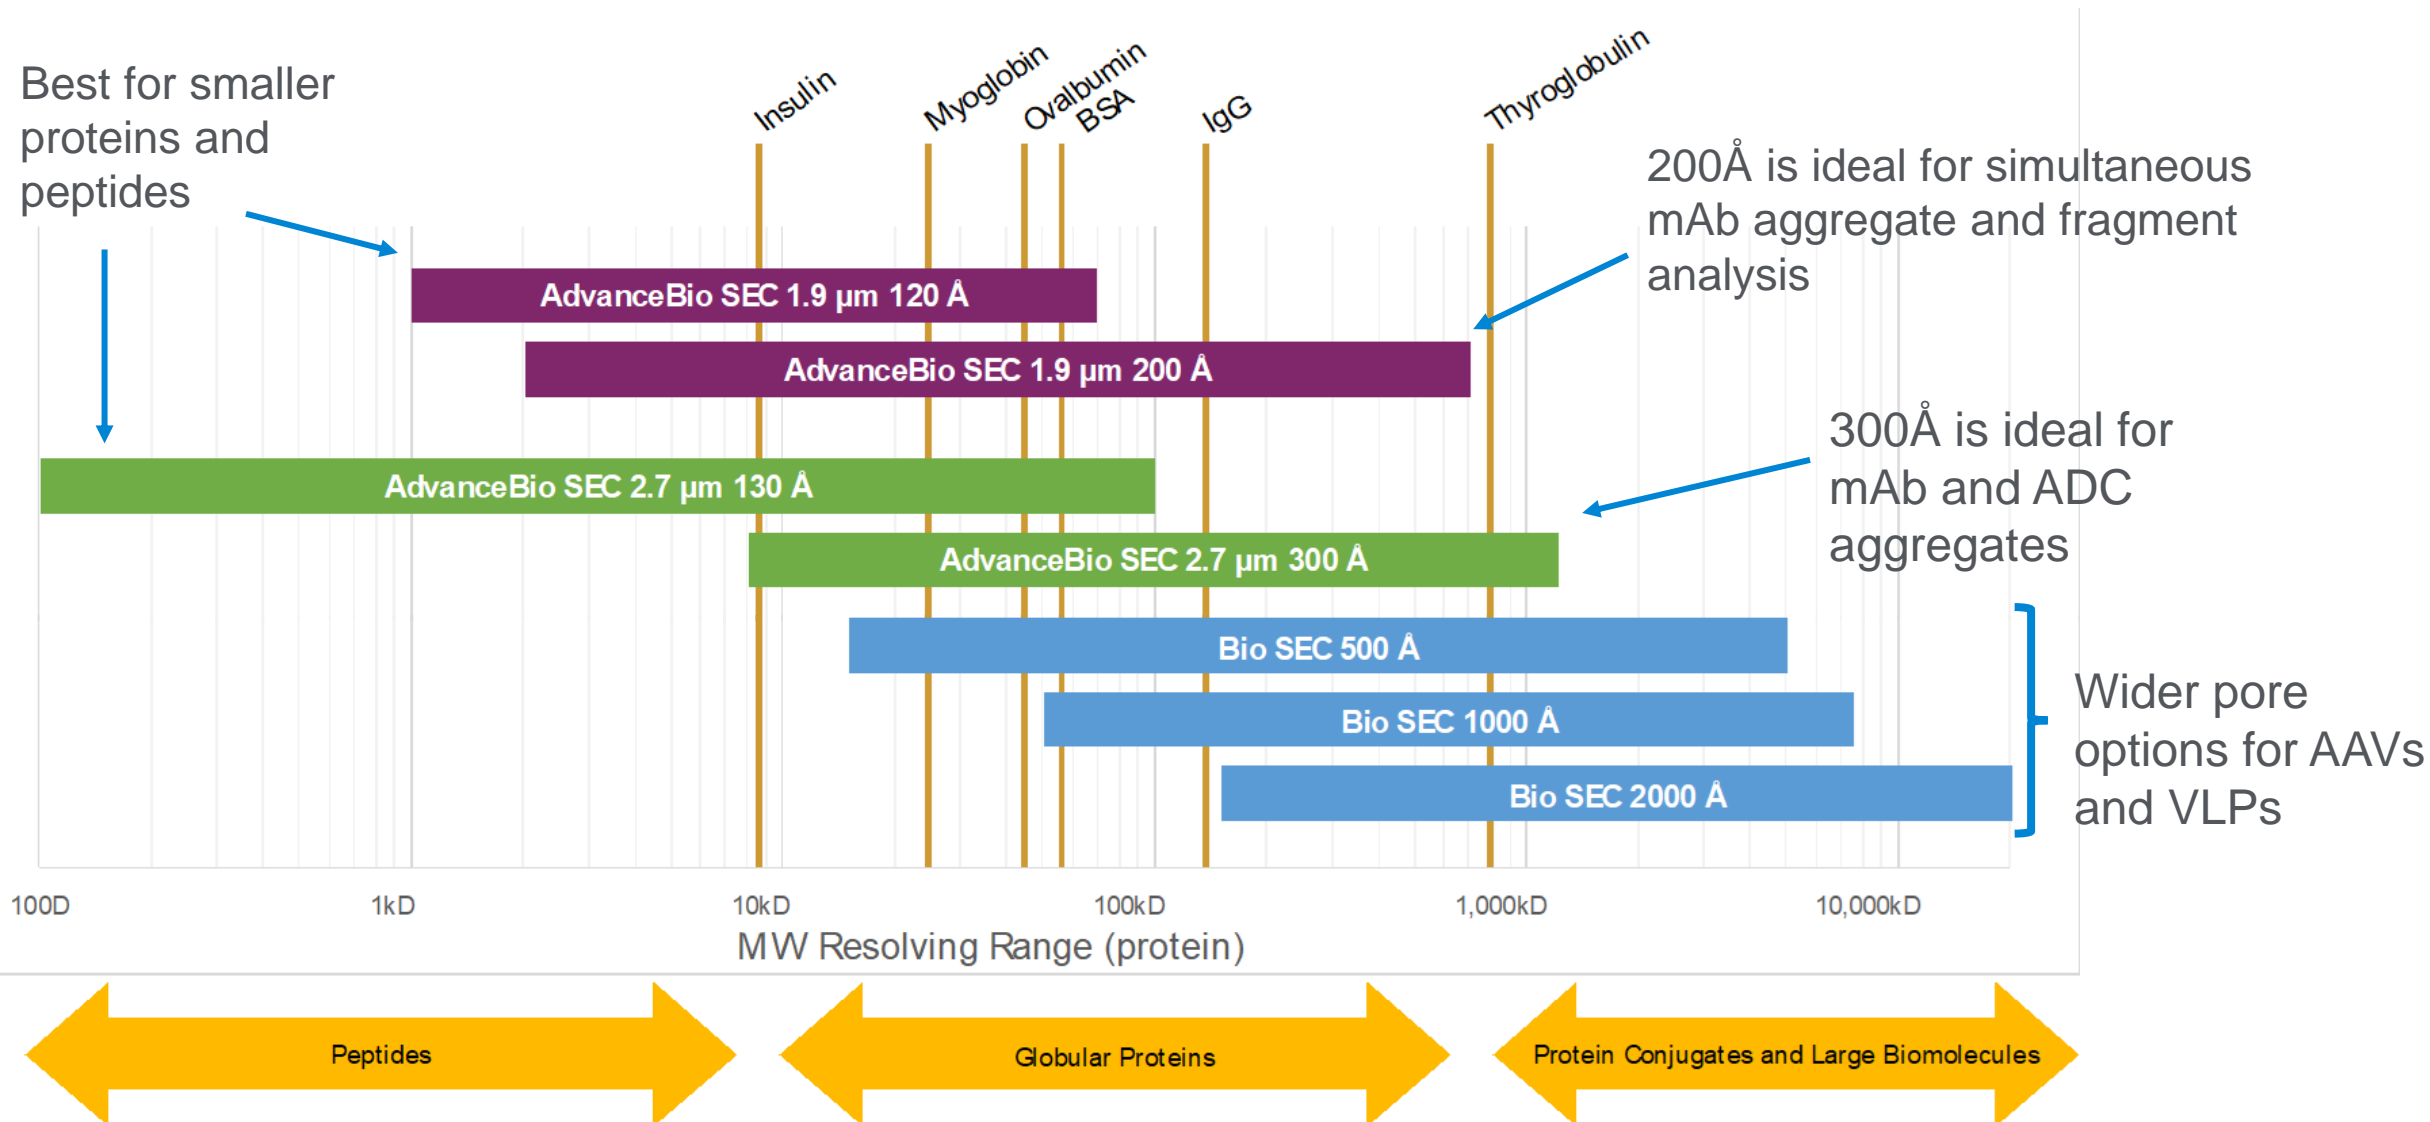 Best for smaller
proteins and
peptides
Insulin
Myoglobin
Ovalbumin
BSA
IgG
Thyroglobulin
200Å is ideal for simultaneous
mAb aggregate and fragment
analysis
AdvanceBio SEC 1.9 µm 120 Å
AdvanceBio SEC 1.9 µm 200 Å
300Å is ideal for
mAb and ADC
aggregates
AdvanceBio SEC 2.7 µm 130 Å
AdvanceBio SEC 2.7 µm 300 Å
Bio SEC 500 Å
Bio SEC 1000 Å
Bio SEC 2000 Å
Wider pore
options for AAVs
and VLPs
100D 1kD 10kD 100kD 1,000kD 10,000kD
MW Resolving Range (protein)
Peptides
Globular Proteins
Protein Conjugates and Large Biomolecules